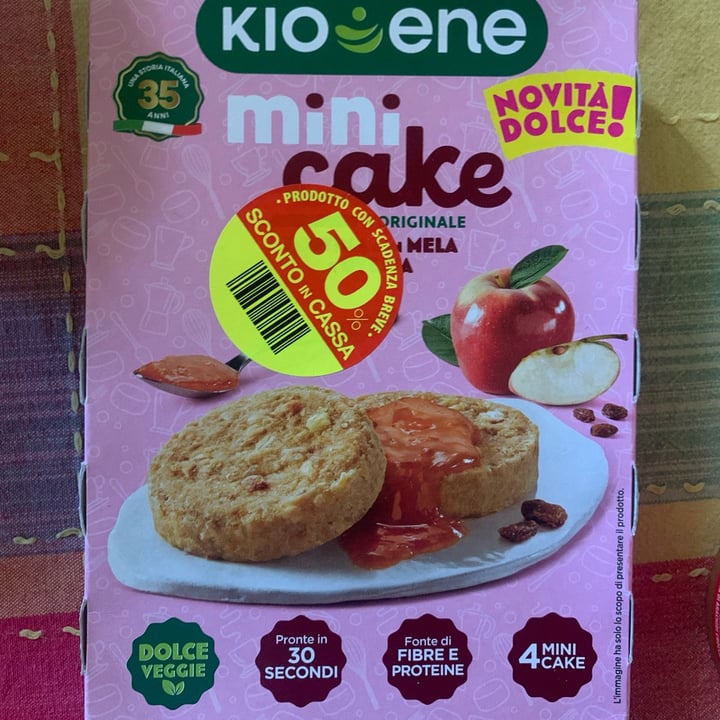 KIOENE
UNA STORIA ITALIANA
35
ANNI
mini
cake
NOVITÀ
DOLCE!
ORIGINALE
MELA
• PRODOTTO CON SCADENZA BREVE •
50%
SCONTO IN CASSA
DOLCE
VEGGIE
Pronte in
30
SECONDI
Fonte di
FIBRE E
PROTEINE
4 MINI
CAKE
L'immagine ha solo lo scopo di presentare il prodotto.